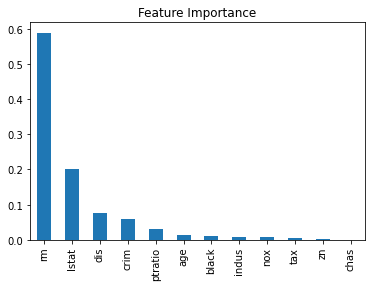 Feature Importance
0.6
0.5
0.4
0.3
0.2
0.1
0.0
rm
lstat
dis
crim
ptratio
age
black
indus
nox
tax
zn
chas